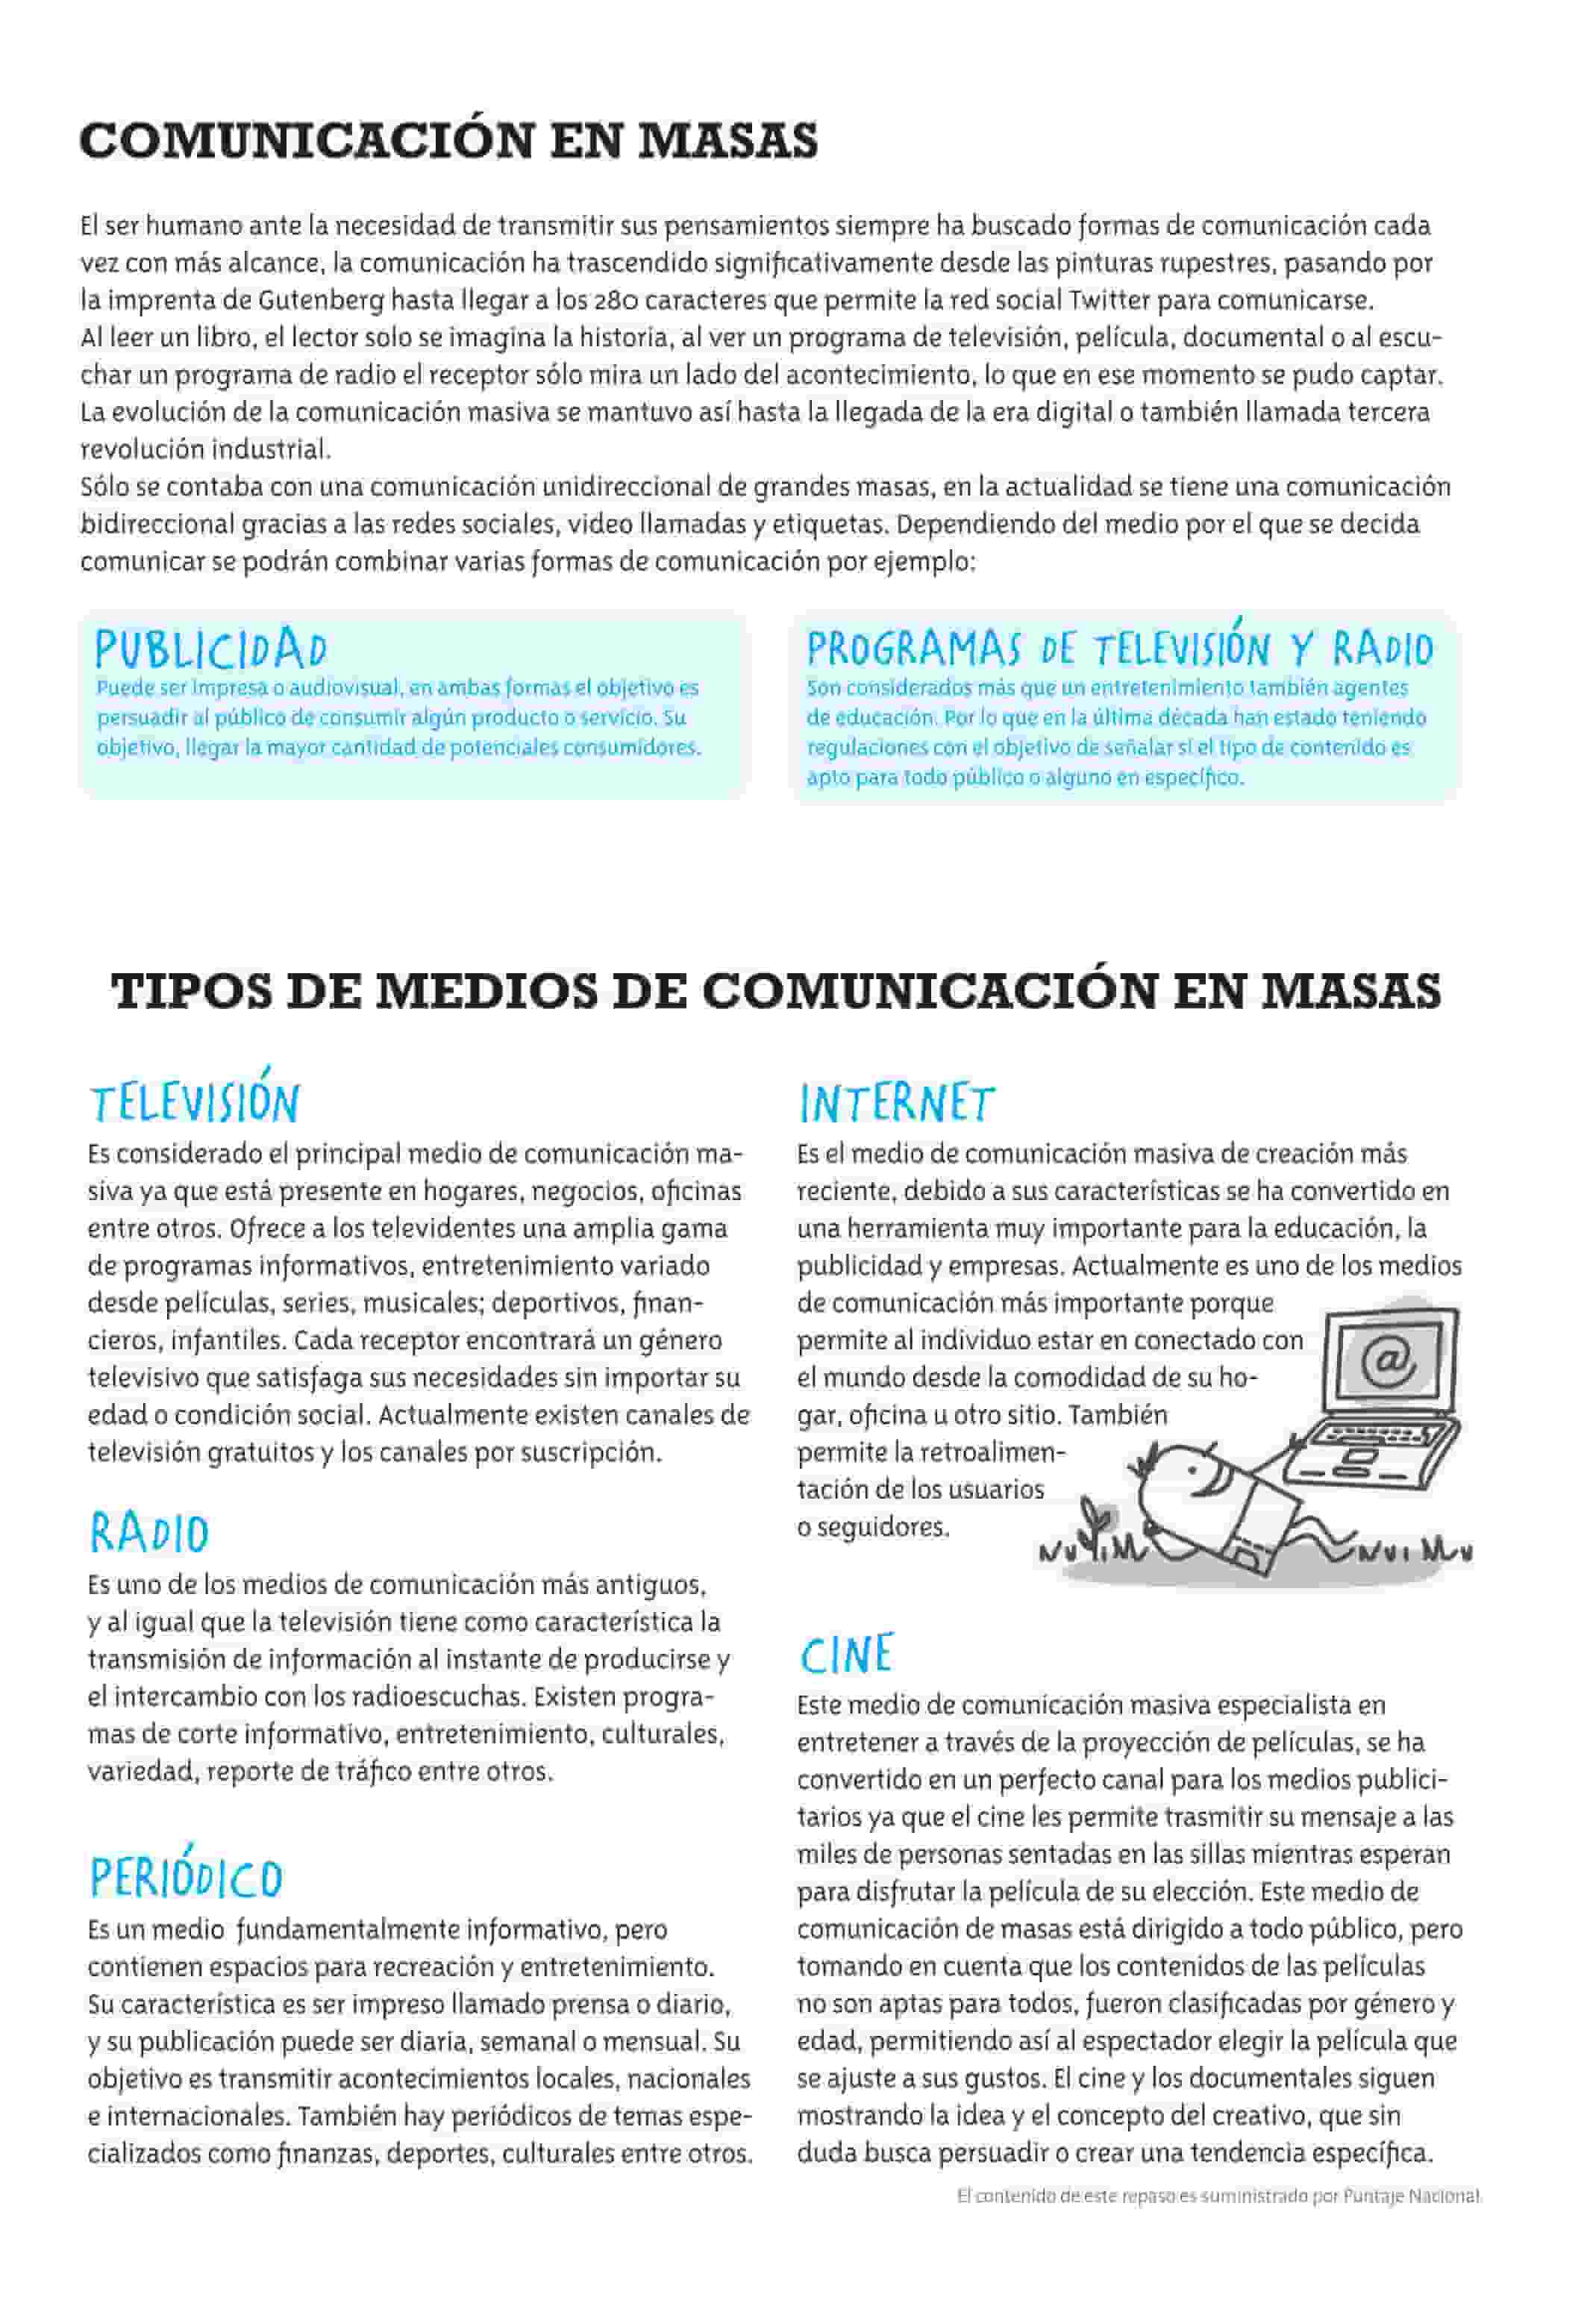 COMUNICACIÓN EN MASAS
El ser humano ante la necesidad de transmitir sus pensamientos siempre ha buscado formas de comunicación cada
vez con más alcance, la comunicación ha trascendido significativamente desde las pinturas rupestres, pasando por
la imprenta de Gutenberg hasta llegar a los 280 caracteres que permite la red social Twitter para comunicarse.
Al leer un libro, el lector solo se imagina la historia, al ver un programa de televisión, película, documental o al escu-
char un programa de radio el receptor sólo mira un lado del acontecimiento, lo que en ese momento se pudo captar.
La evolución de la comunicación masiva se mantuvo así hasta la llegada de la era digital o también llamada tercera
revolución industrial.
Sólo se contaba con una comunicación unidireccional de grandes masas, en la actualidad se tiene una comunicación
bidireccional gracias a las redes sociales, video llamadas y etiquetas. Dependiendo del medio por el que se decida
comunicar se podrán combinar varias formas de comunicación por ejemplo:
PUBLICIDAD
Puede ser impresa o audiovisual, en ambas formas el objetivo es
persuadir al público de consumir algún producto o servicio. Su
objetivo, llegar la mayor cantidad de potenciales consumidores.
PROGRAMAS DE TELEVISIÓN Y RADIO
Son considerados más que un entretenimiento también agentes
de educación. Por lo que en la última década han estado teniendo
regulaciones con el objetivo de señalar si el tipo de contenido es
apto para todo público o alguno en específico.
TIPOS DE MEDIOS DE COMUNICACIÓN EN MASAS
TELEVISIÓN
Es considerado el principal medio de comunicación ma-
siva ya que está presente en hogares, negocios, oficinas
entre otros. Ofrece a los televidentes una amplia gama
de programas informativos, entretenimiento variado
desde películas, series, musicales; deportivos, finan-
cieros, infantiles. Cada receptor encontrará un género
televisivo que satisfaga sus necesidades sin importar su
edad o condición social. Actualmente existen canales de
televisión gratuitos y los canales por suscripción.
RADIO
Es uno de los medios de comunicación más antiguos,
y al igual que la televisión tiene como característica la
transmisión de información al instante de producirse y
el intercambio con los radioescuchas. Existen progra-
mas de corte informativo, entretenimiento, culturales,
variedad, reporte de tráfico entre otros.
PERIÓDICO
Es un medio fundamentalmente informativo, pero
contienen espacios para recreación y entretenimiento.
Su característica es ser impreso llamado prensa o diario,
y su publicación puede ser diaria, semanal o mensual. Su
objetivo es transmitir acontecimientos locales, nacionales
e internacionales. También hay periódicos de temas espe-
cializados como finanzas, deportes, culturales entre otros.
INTERNET
Es el medio de comunicación masiva de creación más
reciente, debido a sus características se ha convertido en
una herramienta muy importante para la educación, la
publicidad y empresas. Actualmente es uno de los medios
de comunicación más importante porque
permite al individuo estar en conectado con
el mundo desde la comodidad de su ho-
gar, oficina u otro sitio. También
permite la retroalimen-
tación de los usuarios
o seguidores.
@
CINE
Este medio de comunicación masiva especialista en
entretener a través de la proyección de películas, se ha
convertido en un perfecto canal para los medios publici-
tarios ya que el cine les permite trasmitir su mensaje a las
miles de personas sentadas en las sillas mientras esperan
para disfrutar la película de su elección. Este medio de
comunicación de masas está dirigido a todo público, pero
tomando en cuenta que los contenidos de las películas
no son aptas para todos, fueron clasificadas por género y
edad, permitiendo así al espectador elegir la película que
se ajuste a sus gustos. El cine y los documentales siguen
mostrando la idea y el concepto del creativo, que sin
duda busca persuadir o crear una tendencia específica.
El contenido de este repaso es suministrado por Puntaje Nacional.